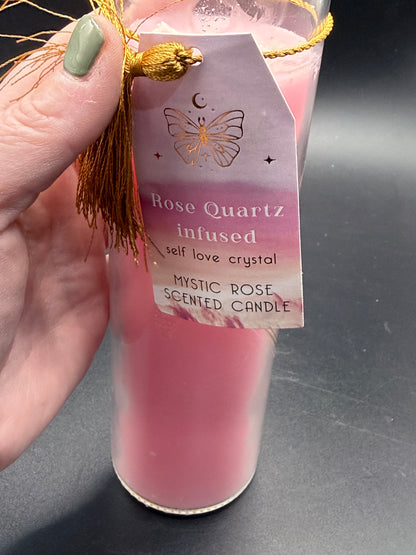 Rose Quartz
infused
self love crystal
MYSTIC ROSE
SCENTED CANDLE